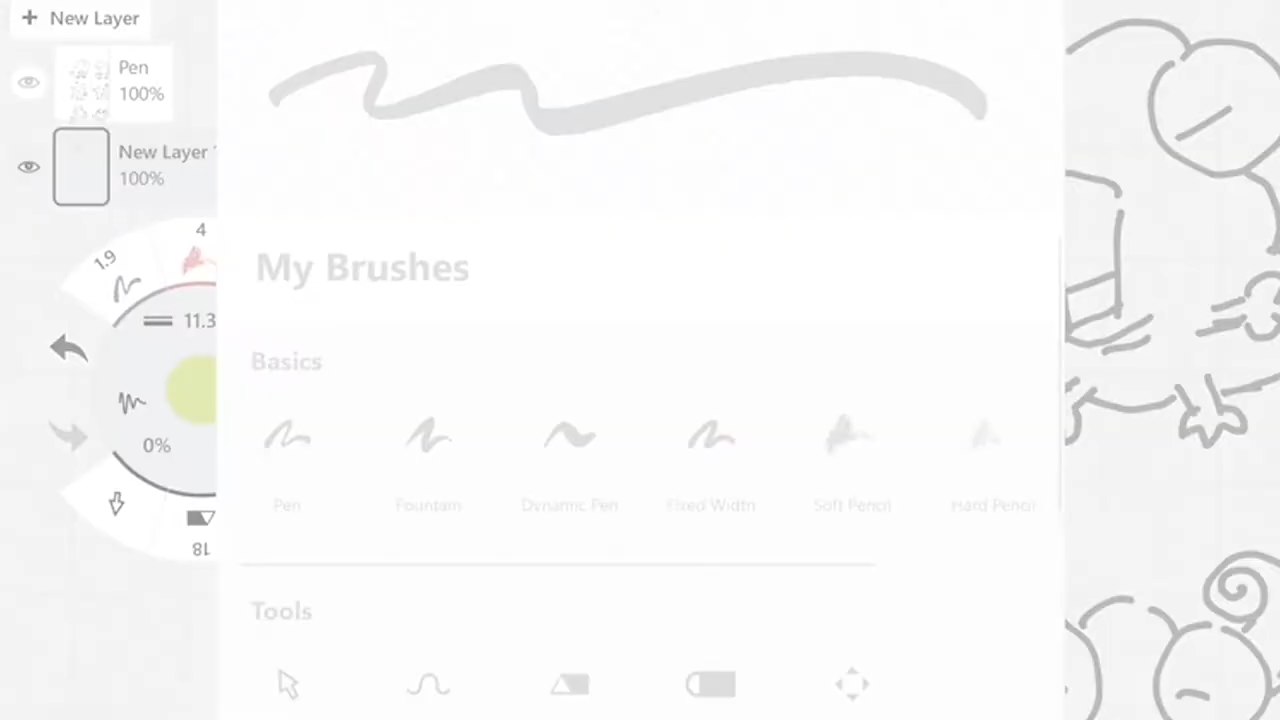 + New Layer
Pen
100%
New Layer
100%
4
1.9
11.3
0%
18
My Brushes
Basics
Pen
Fountain
Dynamic Pen
Fixed Width
Soft Pencil
Hard Pencil
Tools